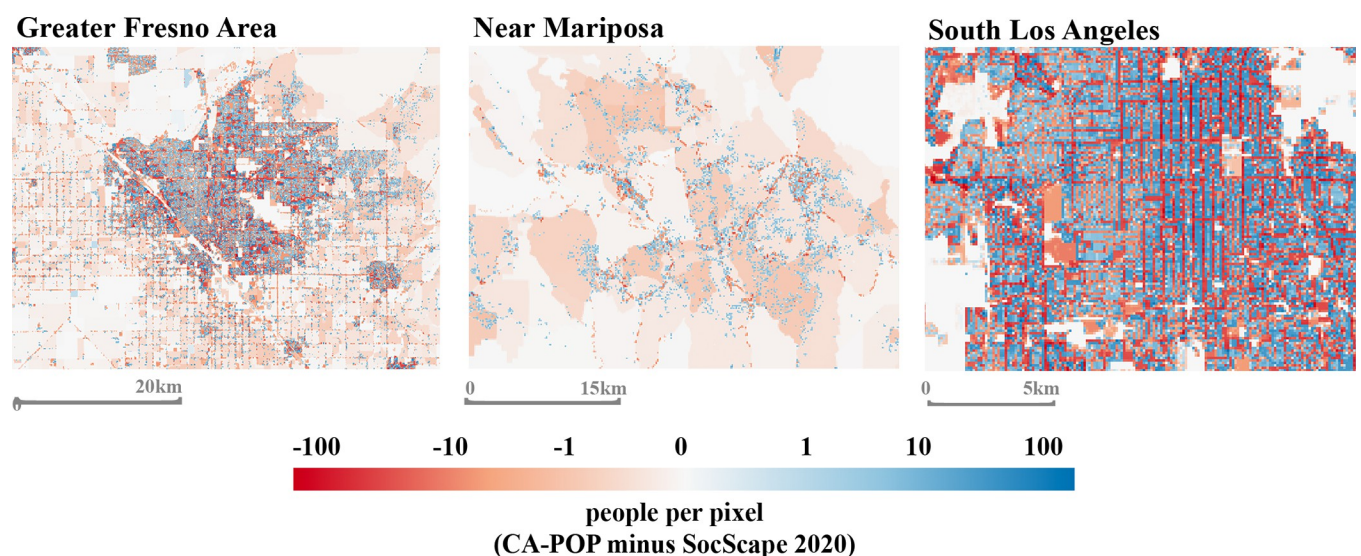 Greater Fresno Area
Near Mariposa
South Los Angeles
0 20km
0 15km
0 5km
-100 -10 -1 0 1 10 100
people per pixel
(CA-POP minus SocScape 2020)